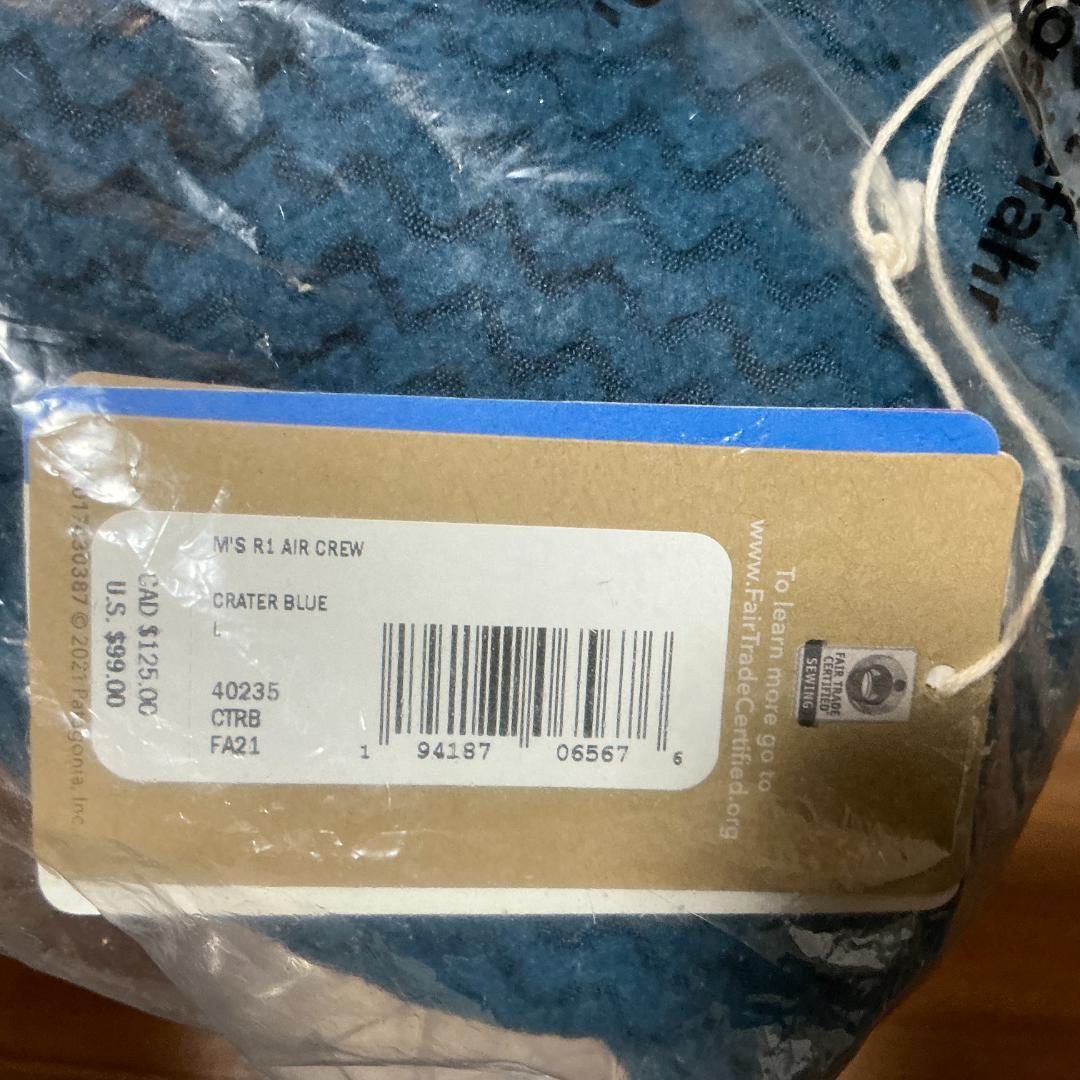 M'S R1 AIR CREW
CRATER BLUE
L
40235
CTRB
FA21
1 94187 06567 6
CAD $125.00
U.S. $99.00
© 2021 Patagonia, Inc.
To learn more go to
www.FairTradeCertified.org
FAIR TRADE
CERTIFIED
SEWING